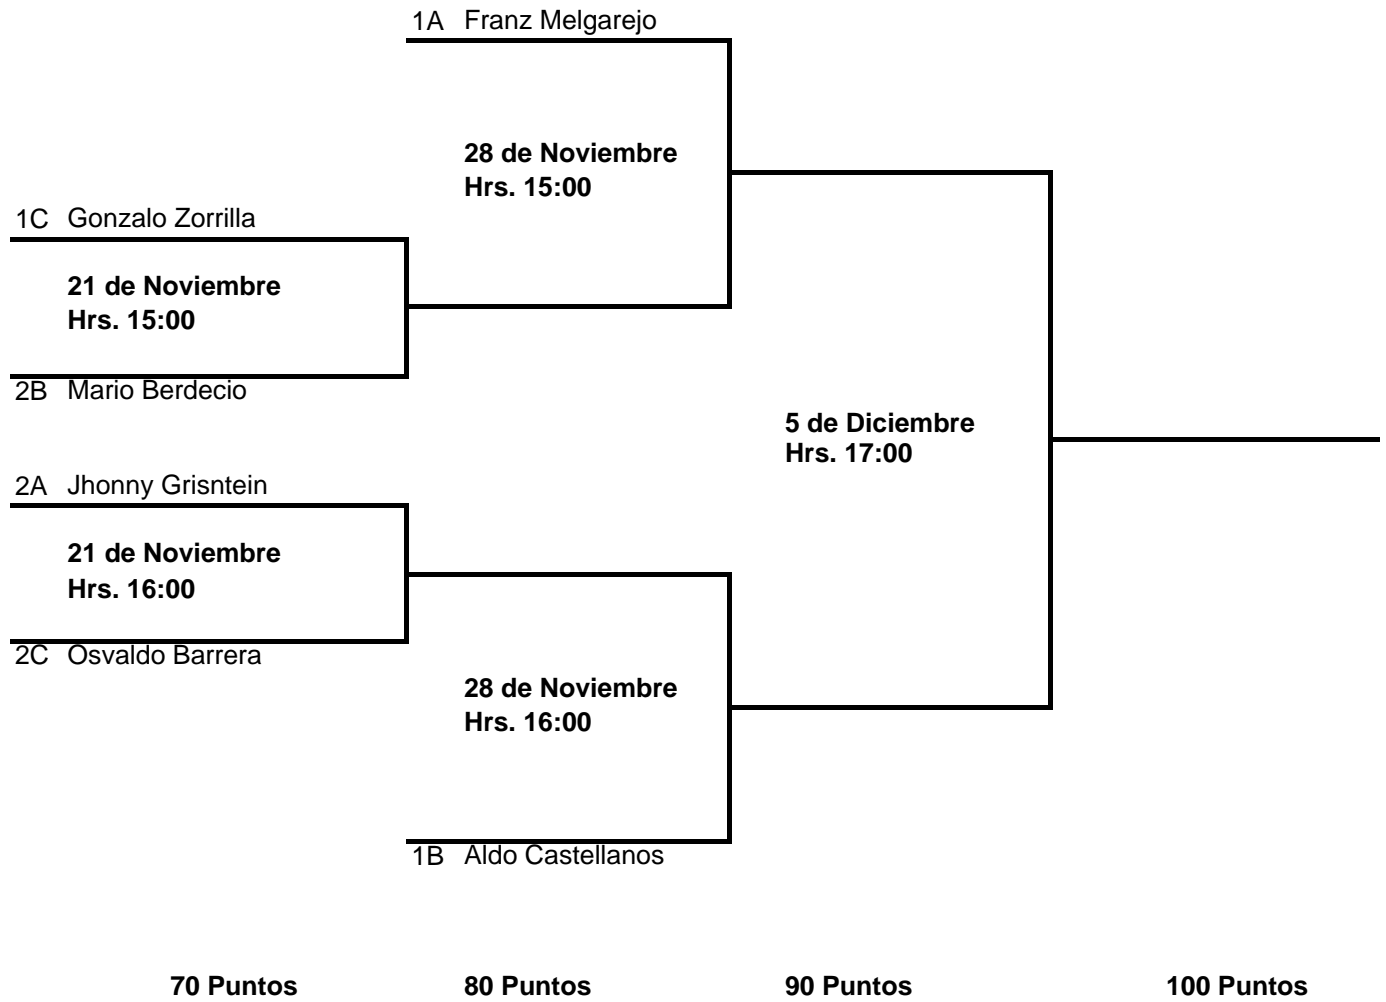 1A Franz Melgarejo
28 de Noviembre
Hrs. 15:00
1C Gonzalo Zorrilla
21 de Noviembre
Hrs. 15:00
2B Mario Berdecio
5 de Diciembre
Hrs. 17:00
2A Jhonny Grisntein
21 de Noviembre
Hrs. 16:00
2C Osvaldo Barrera
28 de Noviembre
Hrs. 16:00
1B Aldo Castellanos
70 Puntos 80 Puntos 90 Puntos 100 Puntos